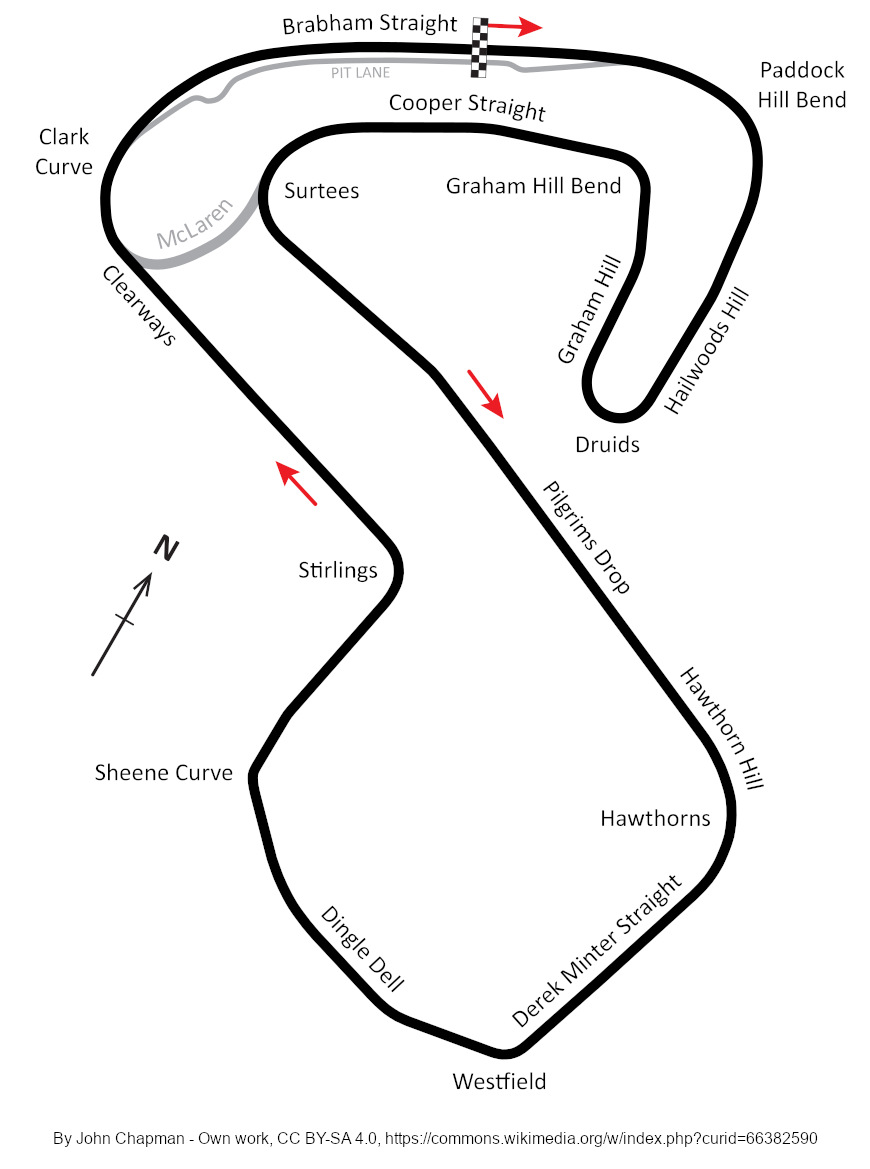 Brabham Straight
PIT LANE
Paddock
Hill Bend
Cooper Straight
Clark
Curve
Surtees
Graham Hill Bend
McLaren
Clearways
Graham Hill
Hailwoods Hill
Druids
Pilgrims Drop
N
Stirlings
Hawthorn Hill
Sheene Curve
Hawthorns
Dingle Dell
Derek Minter Straight
Westfield
By John Chapman - Own work, CC BY-SA 4.0, https://commons.wikimedia.org/w/index.php?curid=66382590